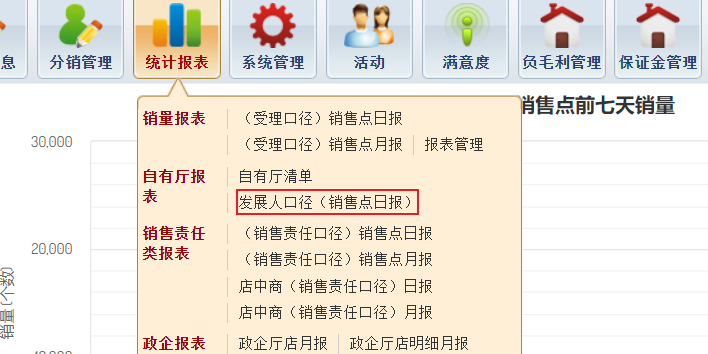 息 分销管理 统计报表 系统管理 活动 满意度 负毛利管理 保证金管理
销售点前七天销量
销量报表 （受理口径）销售点日报
（受理口径）销售点月报 报表管理
30,000
自有厅报表 自有厅清单
发展人口径（销售点日报）
销售责任类报表 （销售责任口径）销售点日报
20,000
（销售责任口径）销售点月报
店中商（销售责任口径）日报
店中商（销售责任口径）月报
销量(个数)
政企报表 政企厅店月报 政企厅店明细月报